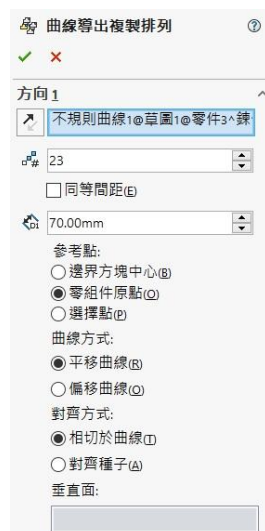 曲線導出複製排列
方向1
不規則曲線1@草圖1@零件3^鍊
23
同等間距(E)
70.00mm
參考點:
邊界方塊中心(B)
零組件原點(O)
選擇點(P)
曲線方式:
平移曲線(R)
偏移曲線(O)
對齊方式:
相切於曲線(T)
對齊種子(A)
垂直面: